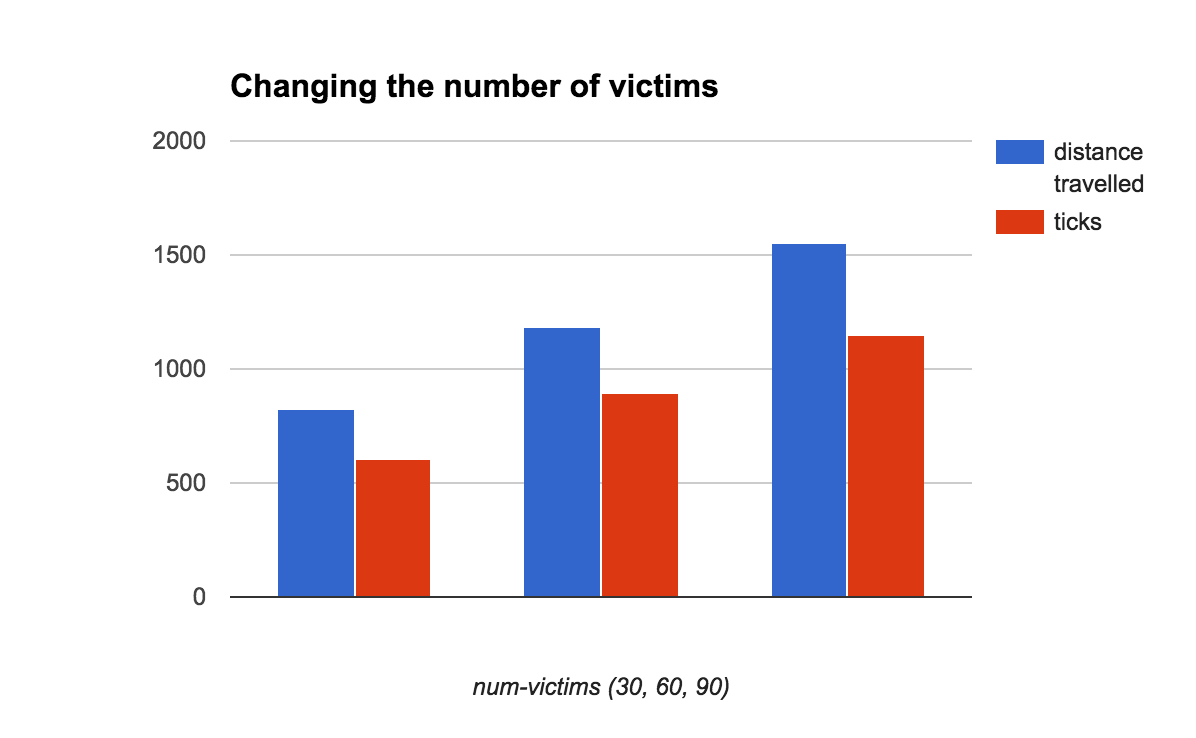 Changing the number of victims
2000
1500
1000
500
0
distance
travelled
ticks
num-victims (30, 60, 90)